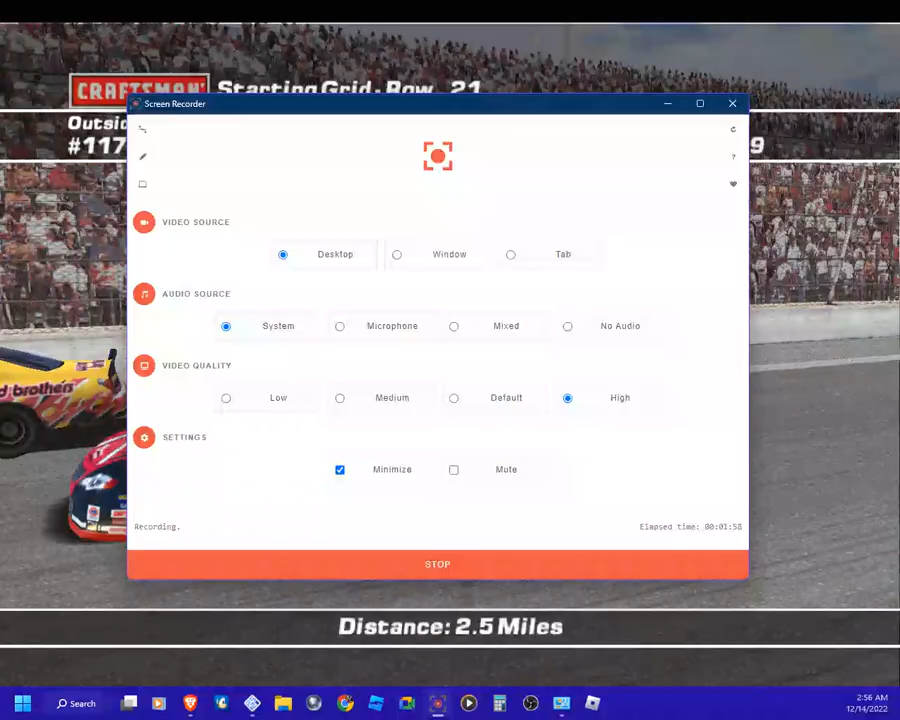 CRAFTSMAN Starting Grid - Row 21
Screen Recorder
#117
9
?
VIDEO SOURCE
Desktop Window Tab
AUDIO SOURCE
System Microphone Mixed No Audio
VIDEO QUALITY
Low Medium Default High
d brothers
SETTINGS
Minimize Mute
Recording. Elapsed time: 00:01:58
STOP
Distance: 2.5 Miles
Search
2:56 AM
12/14/2022